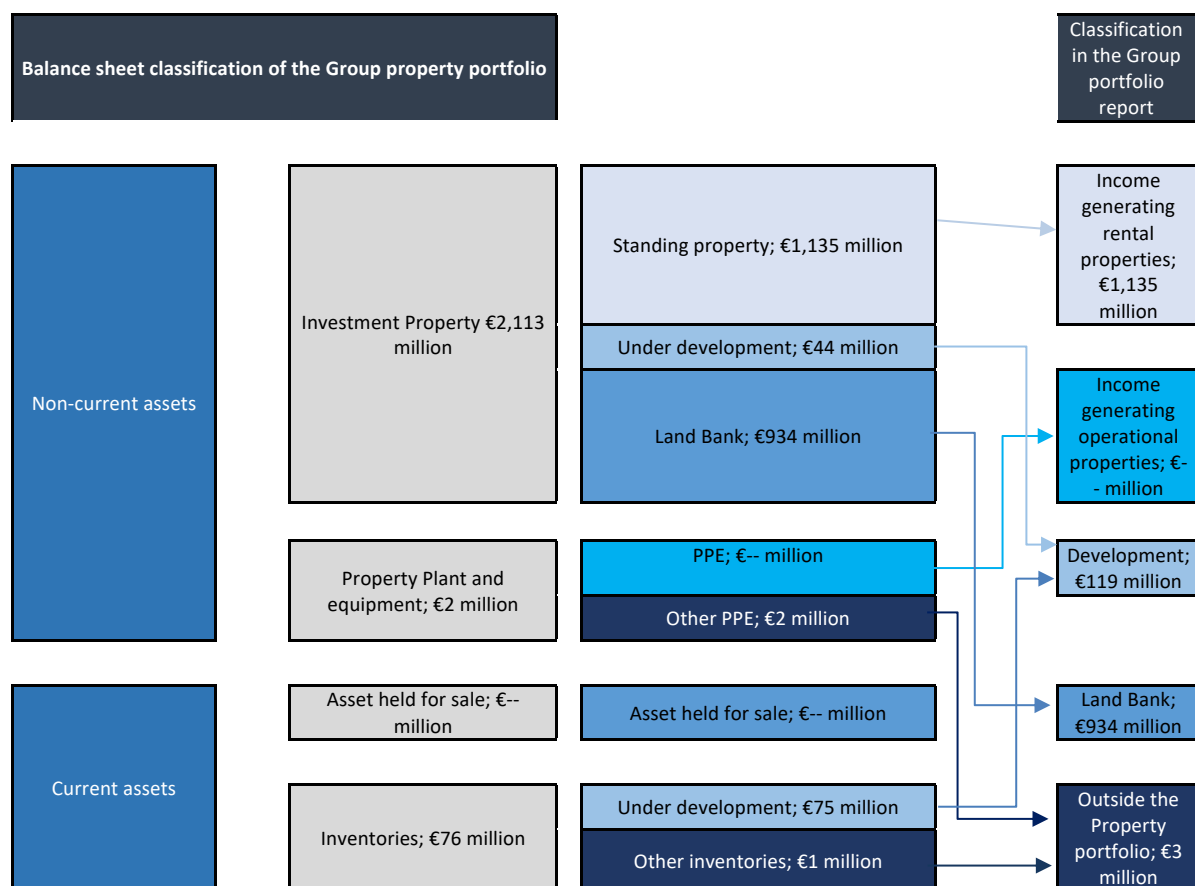 Balance sheet classification of the Group property portfolio
Classification
in the Group
portfolio
report
Non-current assets
Investment Property €2,113
million
Standing property; €1,135 million
Income
generating
rental
properties;
€1,135
million
Under development; €44 million
Land Bank; €934 million
Income
generating
operational
properties; €-
- million
Property Plant and
equipment; €2 million
PPE; €-- million
Other PPE; €2 million
Development;
€119 million
Current assets
Asset held for sale; €--
million
Asset held for sale; €-- million
Land Bank;
€934 million
Inventories; €76 million
Under development; €75 million
Other inventories; €1 million
Outside the
Property
portfolio; €3
million